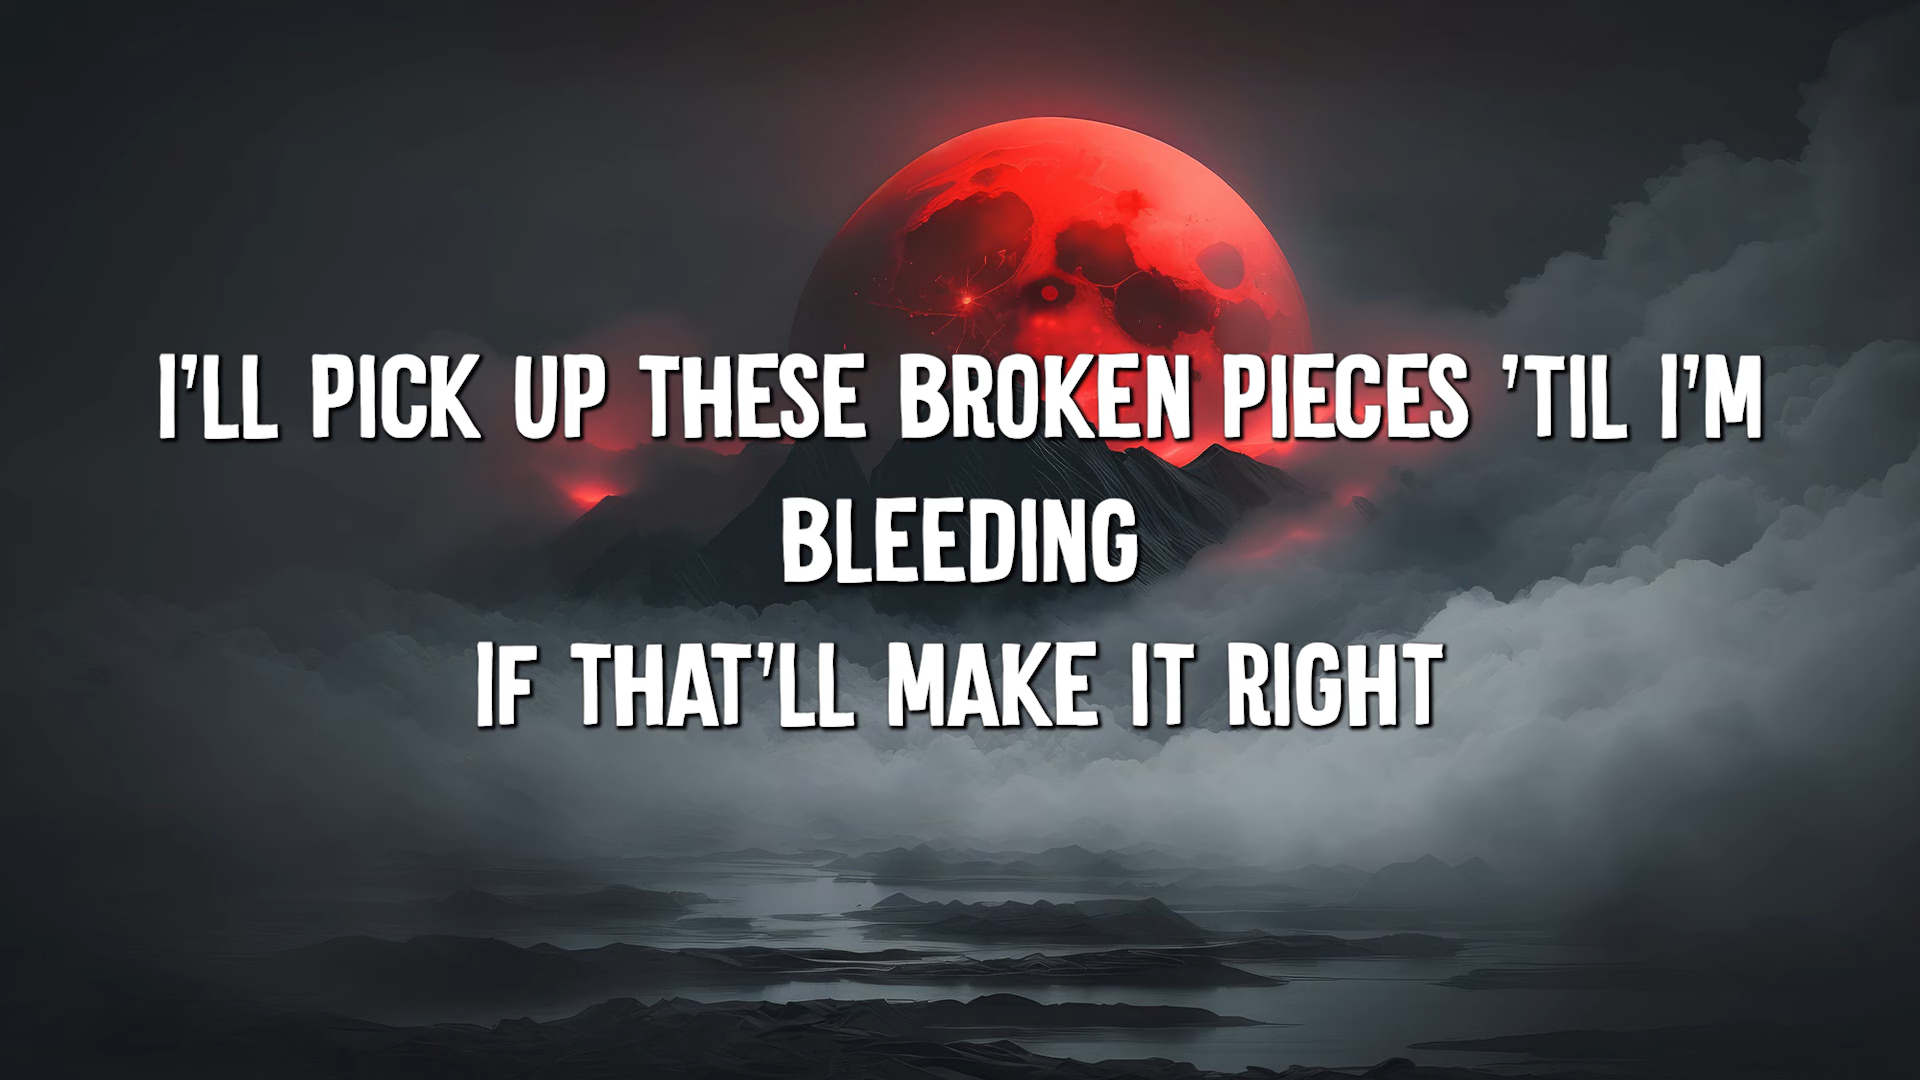 I'LL PICK UP THESE BROKEN PIECES 'TIL I'M
BLEEDING
IF THAT'LL MAKE IT RIGHT